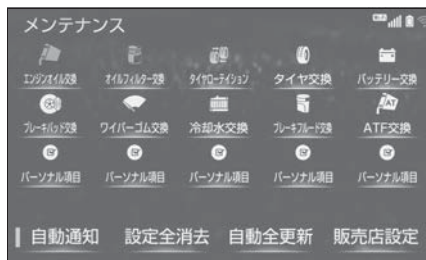 メンテナンス
エンジンオイル交換 オイルフィルター交換 タイヤローテイション タイヤ交換 バッテリー交換
ブレーキパッド交換 ワイパーゴム交換 冷却水交換 ブレーキフルード交換 ATF交換
パーソナル項目 パーソナル項目 パーソナル項目 パーソナル項目 パーソナル項目
自動通知 設定全消去 自動全更新 販売店設定